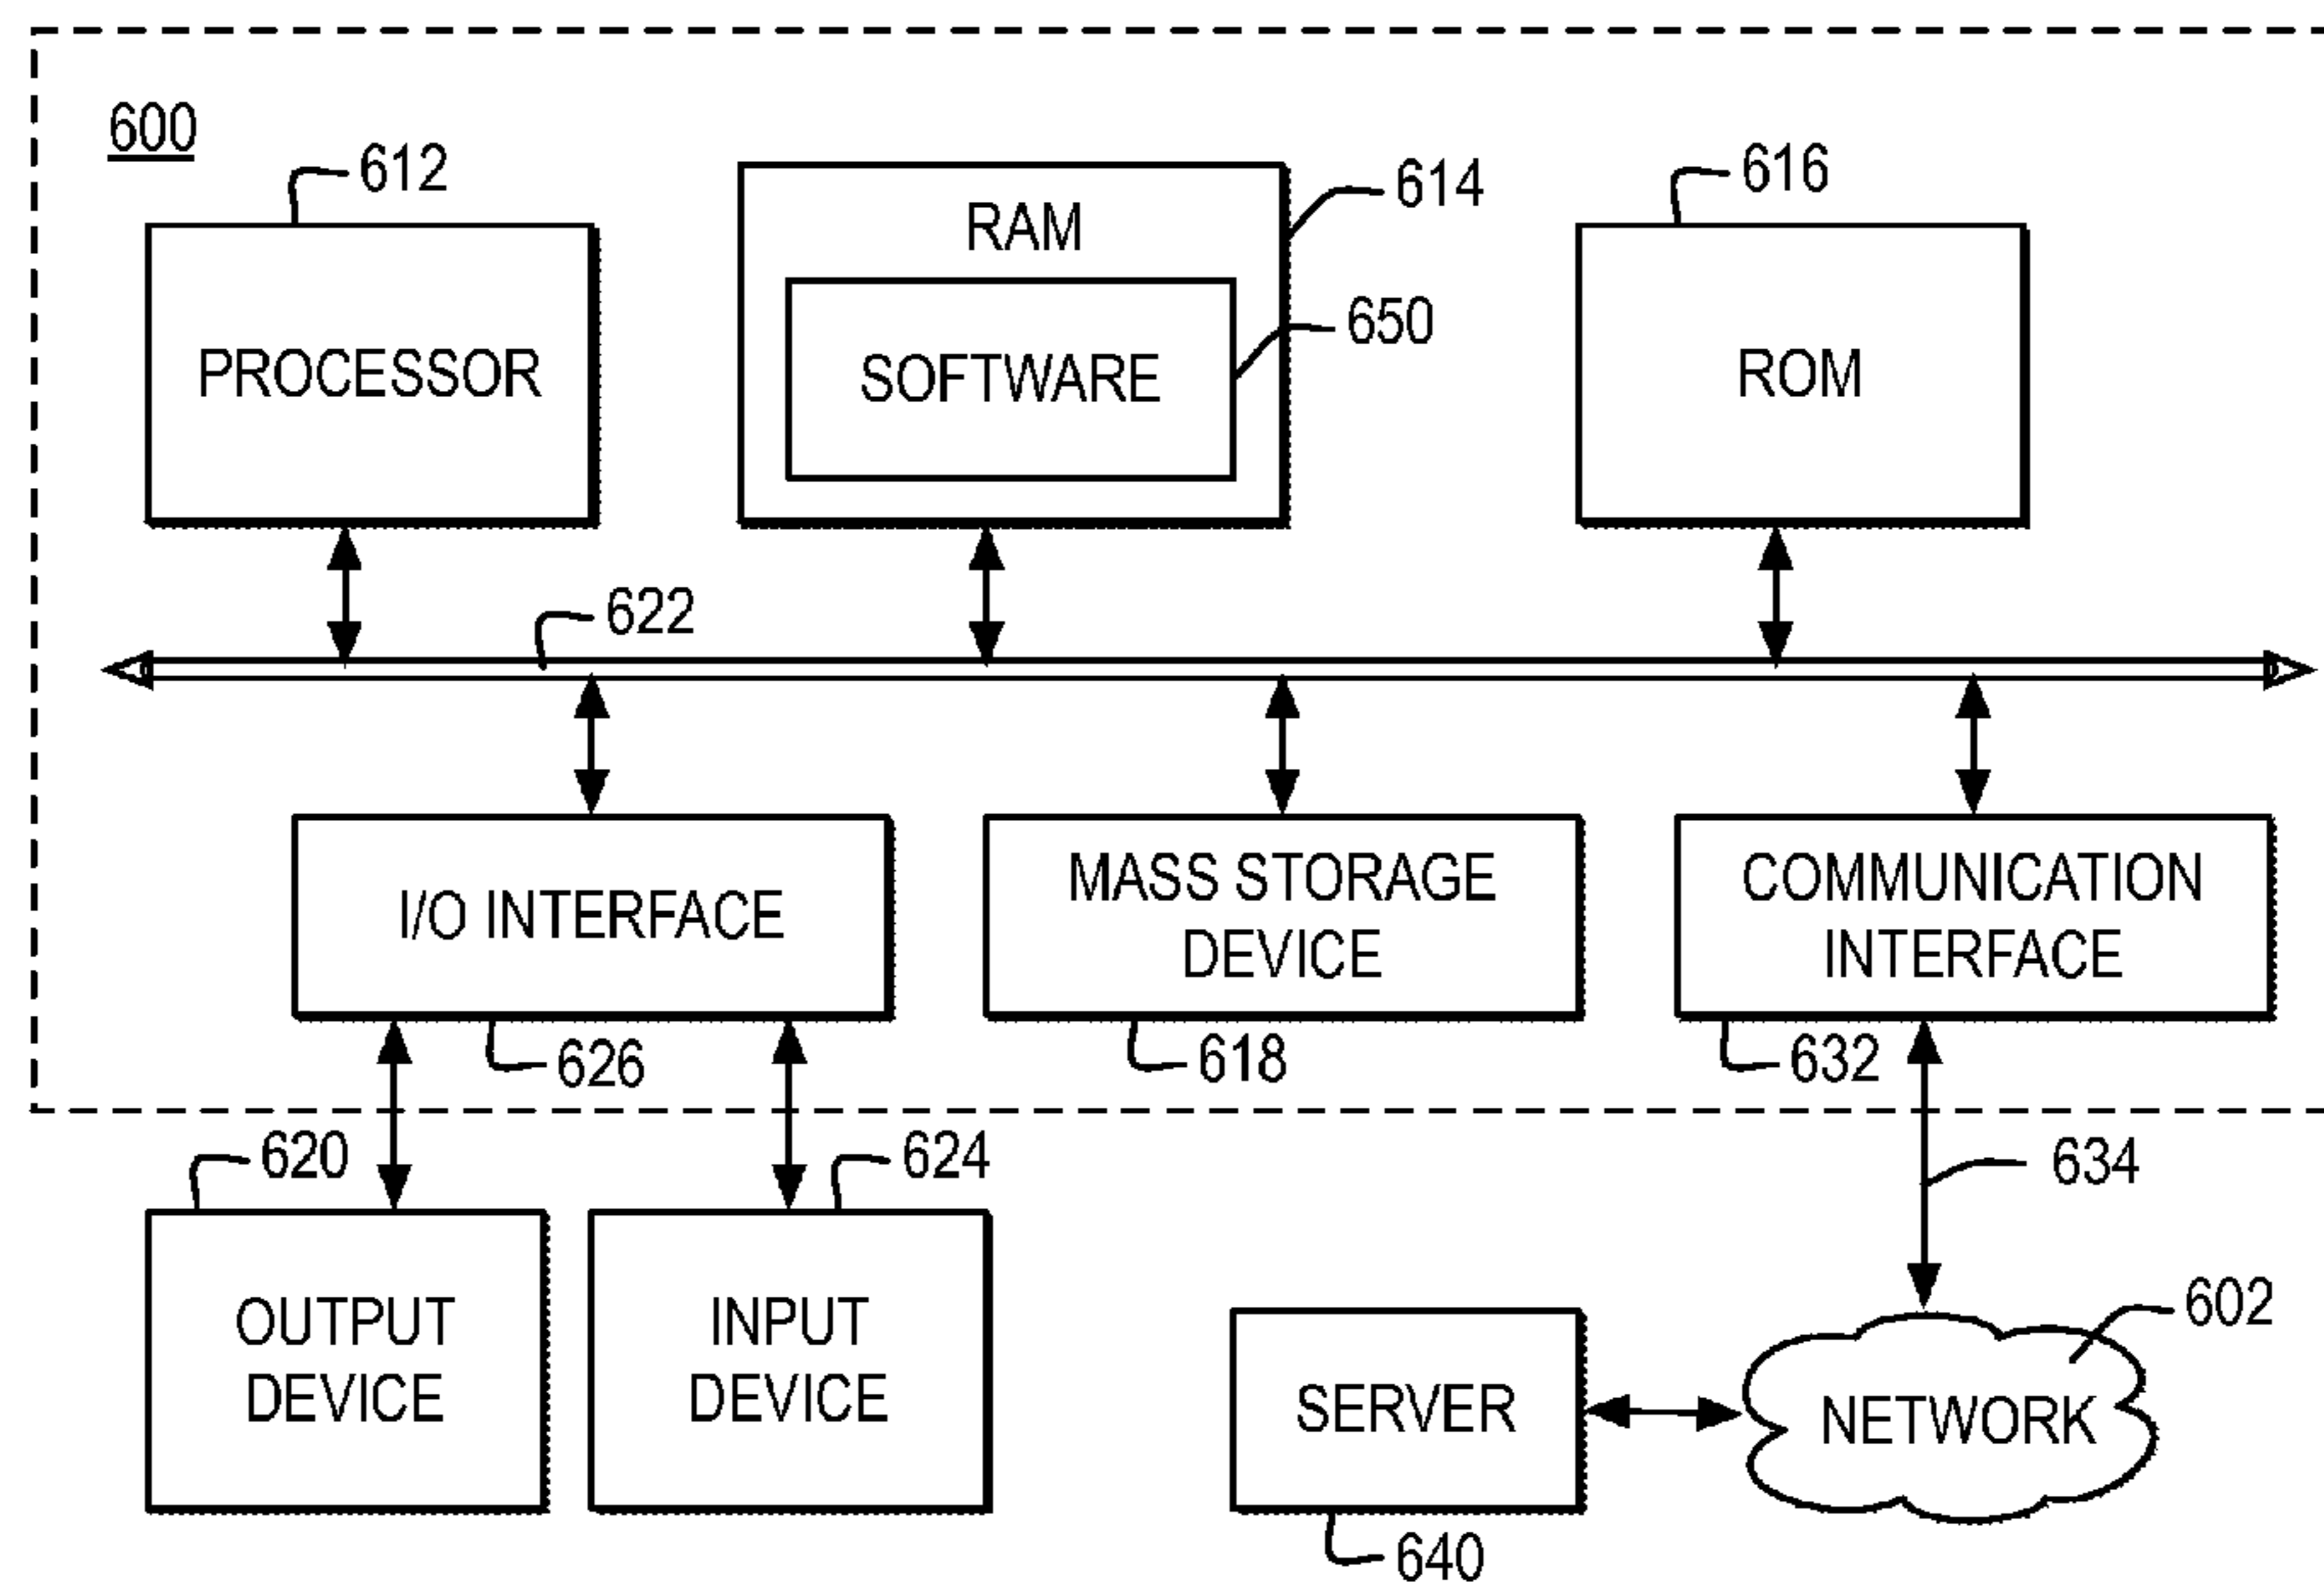 600
612
614
616
RAM
650
PROCESSOR
SOFTWARE
ROM
622
I/O INTERFACE
MASS STORAGE
DEVICE
COMMUNICATION
INTERFACE
626
618
632
620
624
634
OUTPUT
DEVICE
INPUT
DEVICE
602
SERVER
NETWORK
640